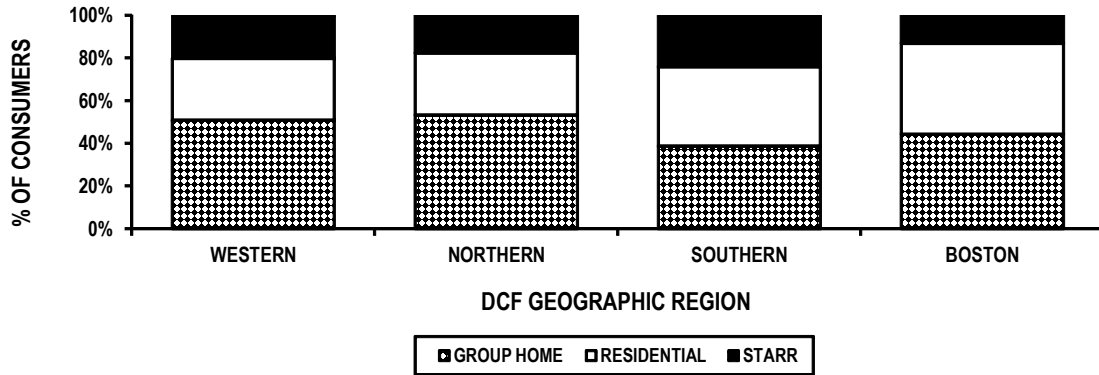 100%
80%
60%
40%
20%
0%
% OF CONSUMERS
WESTERN NORTHERN SOUTHERN BOSTON
DCF GEOGRAPHIC REGION
GROUP HOME RESIDENTIAL STARR